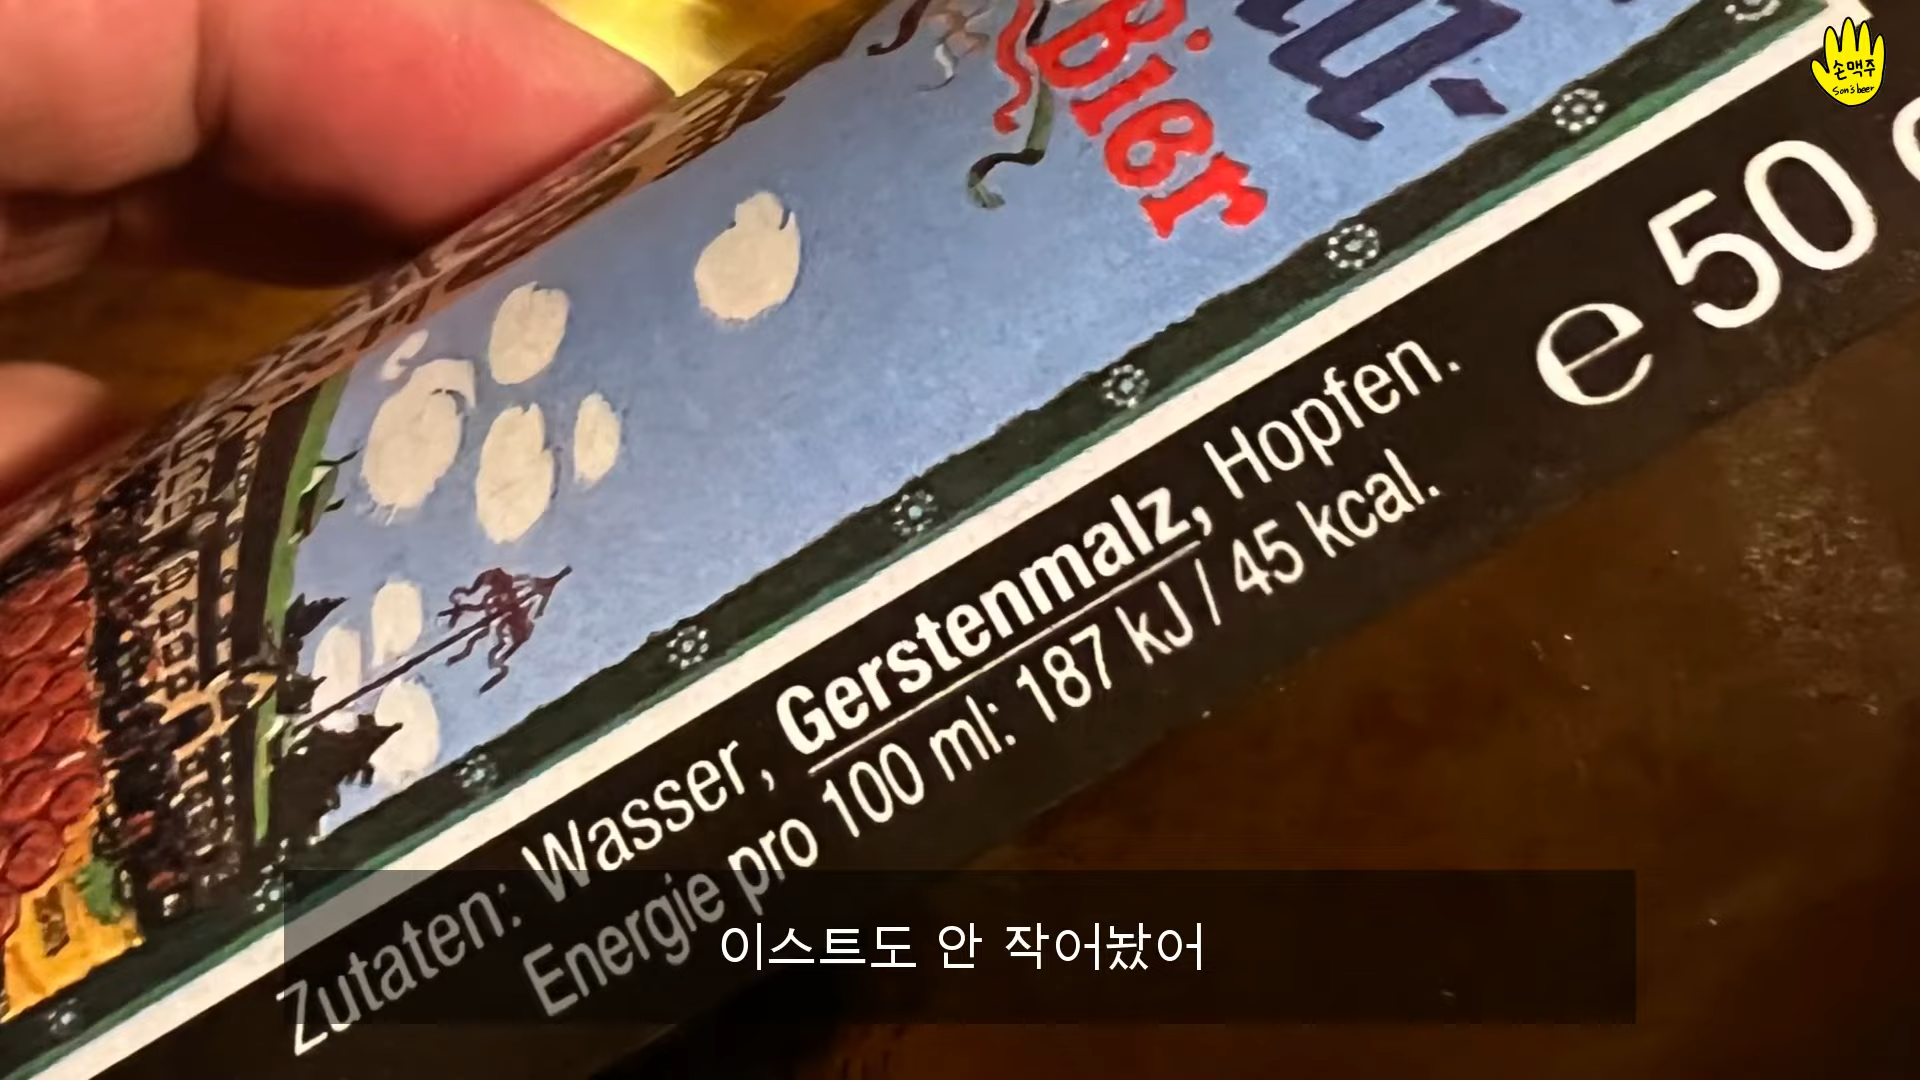 손맥주
Son's beer
Bier
e 50
Zutaten: Wasser, Gerstenmalz, Hopfen.
Energie pro 100 ml: 187 kJ / 45 kcal.
이스트도 안 작어놨어